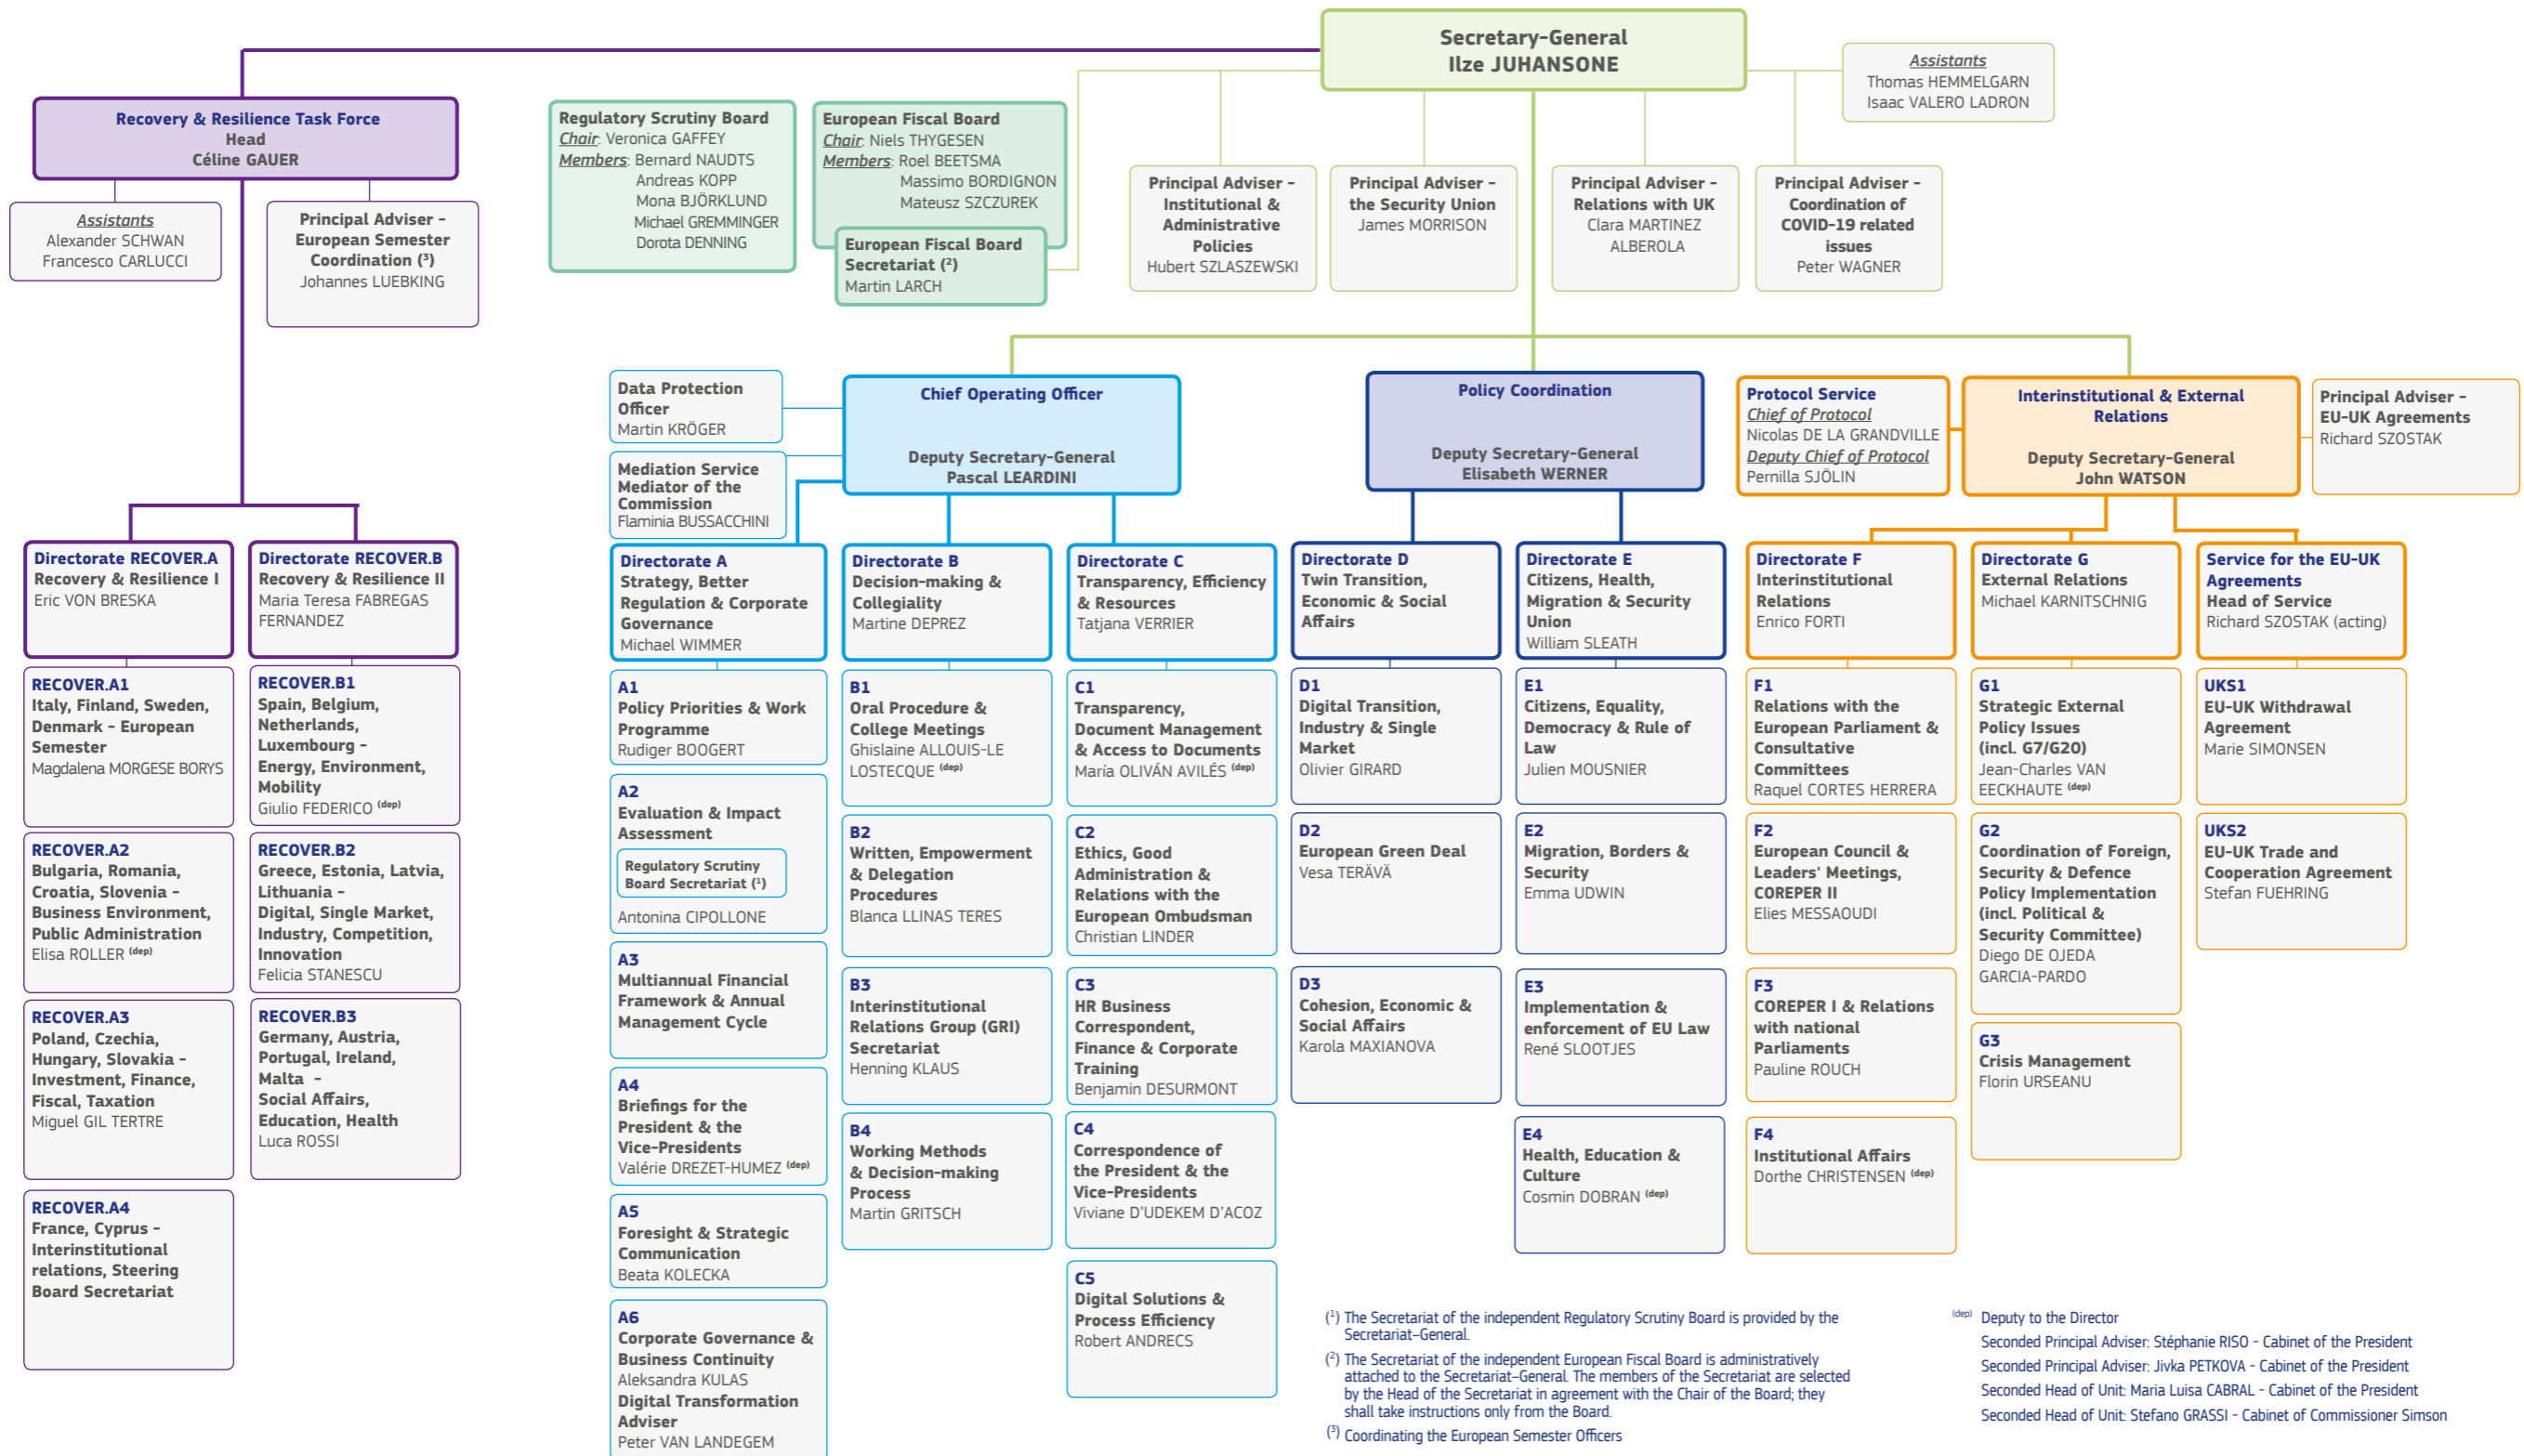 Secretary-General
Ilze JUHANSONE
Assistants
Thomas HEMMELGARN
Isaac VALERO LADRON
Recovery & Resilience Task Force
Head
Céline GAUER
Assistants
Alexander SCHWAN
Francesco CARLUCCI
Principal Adviser -
European Semester
Coordination (³)
Johannes LUEBKING
Regulatory Scrutiny Board
Chair: Veronica GAFFEY
Members: Bernard NAUDTS
Andreas KOPP
Mona BJÖRKLUND
Michael GREMMINGER
Dorota DENNING
European Fiscal Board
Chair: Niels THYGESEN
Members: Roel BEETSMA
Massimo BORDIGNON
Mateusz SZCZUREK
European Fiscal Board
Secretariat (²)
Martin LARCH
Principal Adviser -
Institutional &
Administrative
Policies
Hubert SZLASZEWSKI
Principal Adviser -
the Security Union
James MORRISON
Principal Adviser -
Relations with UK
Clara MARTINEZ
ALBEROLA
Principal Adviser -
Coordination of
COVID-19 related
issues
Peter WAGNER
Data Protection
Officer
Martin KRÖGER
Mediation Service
Mediator of the
Commission
Flaminia BUSSACCHINI
Chief Operating Officer
Deputy Secretary-General
Pascal LEARDINI
Policy Coordination
Deputy Secretary-General
Elisabeth WERNER
Protocol Service
Chief of Protocol
Nicolas DE LA GRANDVILLE
Deputy Chief of Protocol
Pernilla SJÖLIN
Interinstitutional & External
Relations
Deputy Secretary-General
John WATSON
Principal Adviser -
EU-UK Agreements
Richard SZOSTAK
Directorate RECOVER.A
Recovery & Resilience I
Eric VON BRESKA
RECOVER.A1
Italy, Finland, Sweden,
Denmark - European
Semester
Magdalena MORGESE BORYS
RECOVER.A2
Bulgaria, Romania,
Croatia, Slovenia -
Business Environment,
Public Administration
Elisa ROLLER (dep)
RECOVER.A3
Poland, Czechia,
Hungary, Slovakia -
Investment, Finance,
Fiscal, Taxation
Miguel GIL TERTRE
RECOVER.A4
France, Cyprus -
Interinstitutional
relations, Steering
Board Secretariat
Directorate RECOVER.B
Recovery & Resilience II
Maria Teresa FABREGAS
FERNANDEZ
RECOVER.B1
Spain, Belgium,
Netherlands,
Luxembourg -
Energy, Environment,
Mobility
Giulio FEDERICO (dep)
RECOVER.B2
Greece, Estonia, Latvia,
Lithuania -
Digital, Single Market,
Industry, Competition,
Innovation
Felicia STANESCU
RECOVER.B3
Germany, Austria,
Portugal, Ireland,
Malta -
Social Affairs,
Education, Health
Luca ROSSI
Directorate A
Strategy, Better
Regulation & Corporate
Governance
Michael WIMMER
A1
Policy Priorities & Work
Programme
Rudiger BOOGERT
A2
Evaluation & Impact
Assessment
Regulatory Scrutiny
Board Secretariat (¹)
Antonina CIPOLLONE
A3
Multiannual Financial
Framework & Annual
Management Cycle
A4
Briefings for the
President & the
Vice-Presidents
Valérie DREZET-HUMEZ (dep)
A5
Foresight & Strategic
Communication
Beata KOLECKA
A6
Corporate Governance &
Business Continuity
Aleksandra KULAS
Digital Transformation
Adviser
Peter VAN LANDEGEM
Directorate B
Decision-making &
Collegiality
Martine DEPREZ
B1
Oral Procedure &
College Meetings
Ghislaine ALLOUIS-LE
LOSTECQUE (dep)
B2
Written, Empowerment
& Delegation
Procedures
Blanca LLINAS TERES
B3
Interinstitutional
Relations Group (GRI)
Secretariat
Henning KLAUS
B4
Working Methods
& Decision-making
Process
Martin GRITSCH
Directorate C
Transparency, Efficiency
& Resources
Tatjana VERRIER
C1
Transparency,
Document Management
& Access to Documents
María OLIVÁN AVILÉS (dep)
C2
Ethics, Good
Administration &
Relations with the
European Ombudsman
Christian LINDER
C3
HR Business
Correspondent,
Finance & Corporate
Training
Benjamin DESURMONT
C4
Correspondence of
the President & the
Vice-Presidents
Viviane D'UDEKEM D'ACOZ
C5
Digital Solutions &
Process Efficiency
Robert ANDRECS
Directorate D
Twin Transition,
Economic & Social
Affairs
D1
Digital Transition,
Industry & Single
Market
Olivier GIRARD
D2
European Green Deal
Vesa TERÄVÄ
D3
Cohesion, Economic &
Social Affairs
Karola MAXIANOVA
Directorate E
Citizens, Health,
Migration & Security
Union
William SLEATH
E1
Citizens, Equality,
Democracy & Rule of
Law
Julien MOUSNIER
E2
Migration, Borders &
Security
Emma UDWIN
E3
Implementation &
enforcement of EU Law
René SLOOTJES
E4
Health, Education &
Culture
Cosmin DOBRAN (dep)
Directorate F
Interinstitutional
Relations
Enrico FORTI
F1
Relations with the
European Parliament &
Consultative
Committees
Raquel CORTES HERRERA
F2
European Council &
Leaders' Meetings,
COREPER II
Elies MESSAOUDI
F3
COREPER I & Relations
with national
Parliaments
Pauline ROUCH
F4
Institutional Affairs
Dorthe CHRISTENSEN (dep)
Directorate G
External Relations
Michael KARNITSCHNIG
G1
Strategic External
Policy Issues
(incl. G7/G20)
Jean-Charles VAN
EECKHAUTE (dep)
G2
Coordination of Foreign,
Security & Defence
Policy Implementation
(incl. Political &
Security Committee)
Diego DE OJEDA
GARCIA-PARDO
G3
Crisis Management
Florin URSEANU
Service for the EU-UK
Agreements
Head of Service
Richard SZOSTAK (acting)
UKS1
EU-UK Withdrawal
Agreement
Marie SIMONSEN
UKS2
EU-UK Trade and
Cooperation Agreement
Stefan FUEHRING
(¹) The Secretariat of the independent Regulatory Scrutiny Board is provided by the
Secretariat-General.
(²) The Secretariat of the independent European Fiscal Board is administratively
attached to the Secretariat-General. The members of the Secretariat are selected
by the Head of the Secretariat in agreement with the Chair of the Board; they
shall take instructions only from the Board.
(³) Coordinating the European Semester Officers
(dep) Deputy to the Director
Seconded Principal Adviser: Stéphanie RISO - Cabinet of the President
Seconded Principal Adviser: Jivka PETKOVA - Cabinet of the President
Seconded Head of Unit: Maria Luisa CABRAL - Cabinet of the President
Seconded Head of Unit: Stefano GRASSI - Cabinet of Commissioner Simson